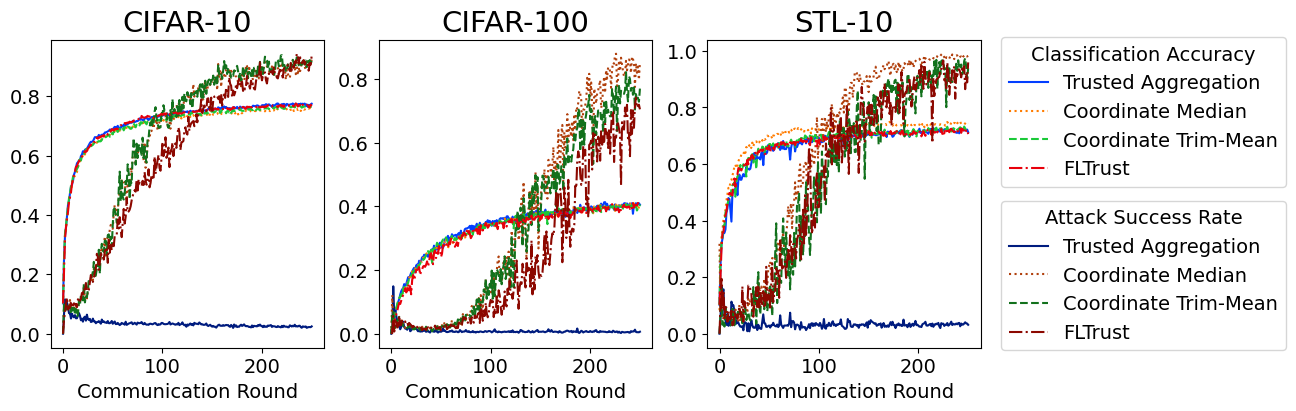 CIFAR-10
0.8
0.6
0.4
0.2
0.0
0
100
200
Communication Round
CIFAR-100
0.8
0.6
0.4
0.2
0.0
0
100
200
Communication Round
STL-10
1.0
0.8
0.6
0.4
0.2
0.0
0
100
200
Communication Round
Classification Accuracy
Trusted Aggregation
Coordinate Median
Coordinate Trim-Mean
FLTrust
Attack Success Rate
Trusted Aggregation
Coordinate Median
Coordinate Trim-Mean
FLTrust